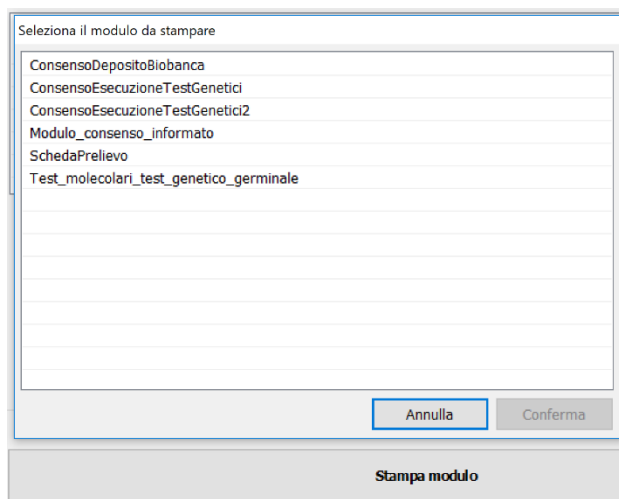 Seleziona il modulo da stampare
ConsensoDepositoBiobanca
ConsensoEsecuzioneTestGenetici
ConsensoEsecuzioneTestGenetici2
Modulo_consenso_informato
SchedaPrelievo
Test_molecolari_test_genetico_germinale
Annulla Conferma
Stampa modulo